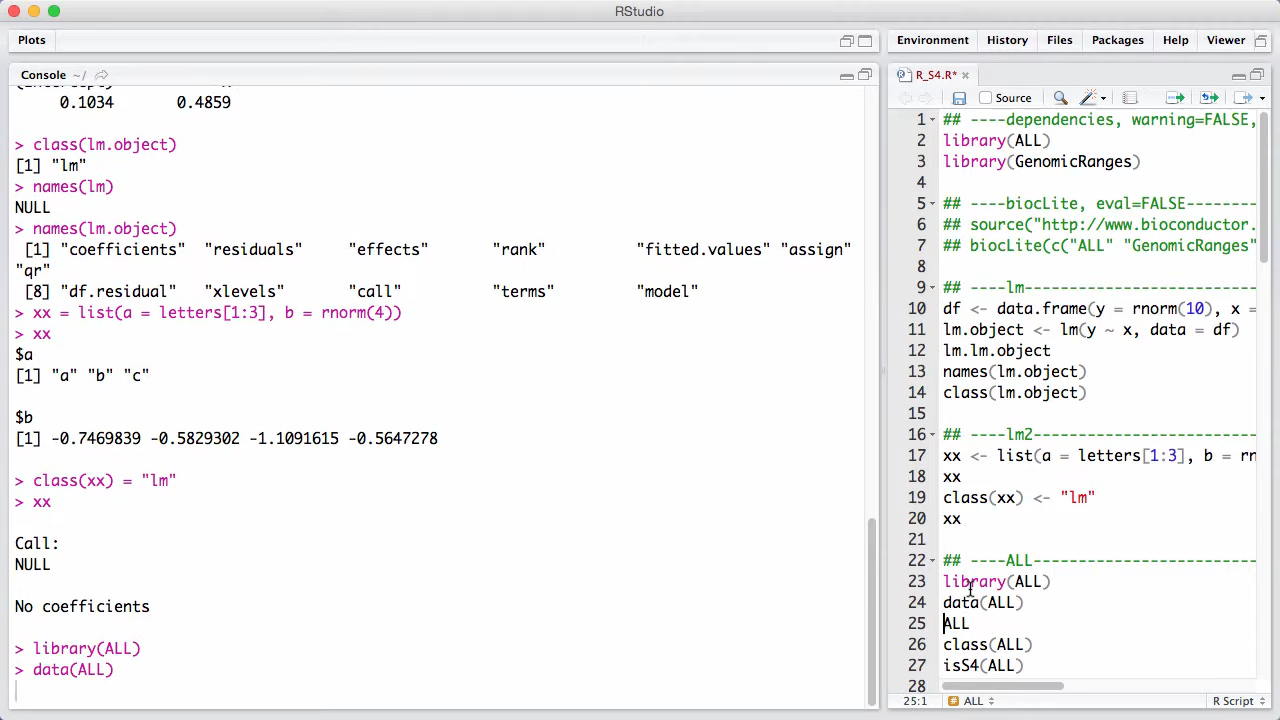 RStudio
Plots
Environment History Files Packages Help Viewer
Console ~/
R_S4.R*
Source
0.1034 0.4859
> class(lm.object)
[1] "lm"
> names(lm)
NULL
> names(lm.object)
[1] "coefficients" "residuals" "effects" "rank" "fitted.values" "assign"
"qr"
[8] "df.residual" "xlevels" "call" "terms" "model"
> xx = list(a = letters[1:3], b = rnorm(4))
> xx
$a
[1] "a" "b" "c"
$b
[1] -0.7469839 -0.5829302 -1.1091615 -0.5647278
> class(xx) = "lm"
> xx
Call:
NULL
No coefficients
> library(ALL)
> data(ALL)
1 ## ----dependencies, warning=FALSE,
2 library(ALL)
3 library(GenomicRanges)
4
5 ## ----biocLite, eval=FALSE--------
6 ## source("http://www.bioconductor.
7 ## biocLite(c("ALL" "GenomicRanges"
8
9 ## ----lm--------------------------
10 df <- data.frame(y = rnorm(10), x =
11 lm.object <- lm(y ~ x, data = df)
12 lm.lm.object
13 names(lm.object)
14 class(lm.object)
15
16 ## ----lm2-------------------------
17 xx <- list(a = letters[1:3], b = rn
18 xx
19 class(xx) <- "lm"
20 xx
21
22 ## ----ALL-------------------------
23 library(ALL)
24 data(ALL)
25 ALL
26 class(ALL)
27 isS4(ALL)
28
25:1 # ALL R Script